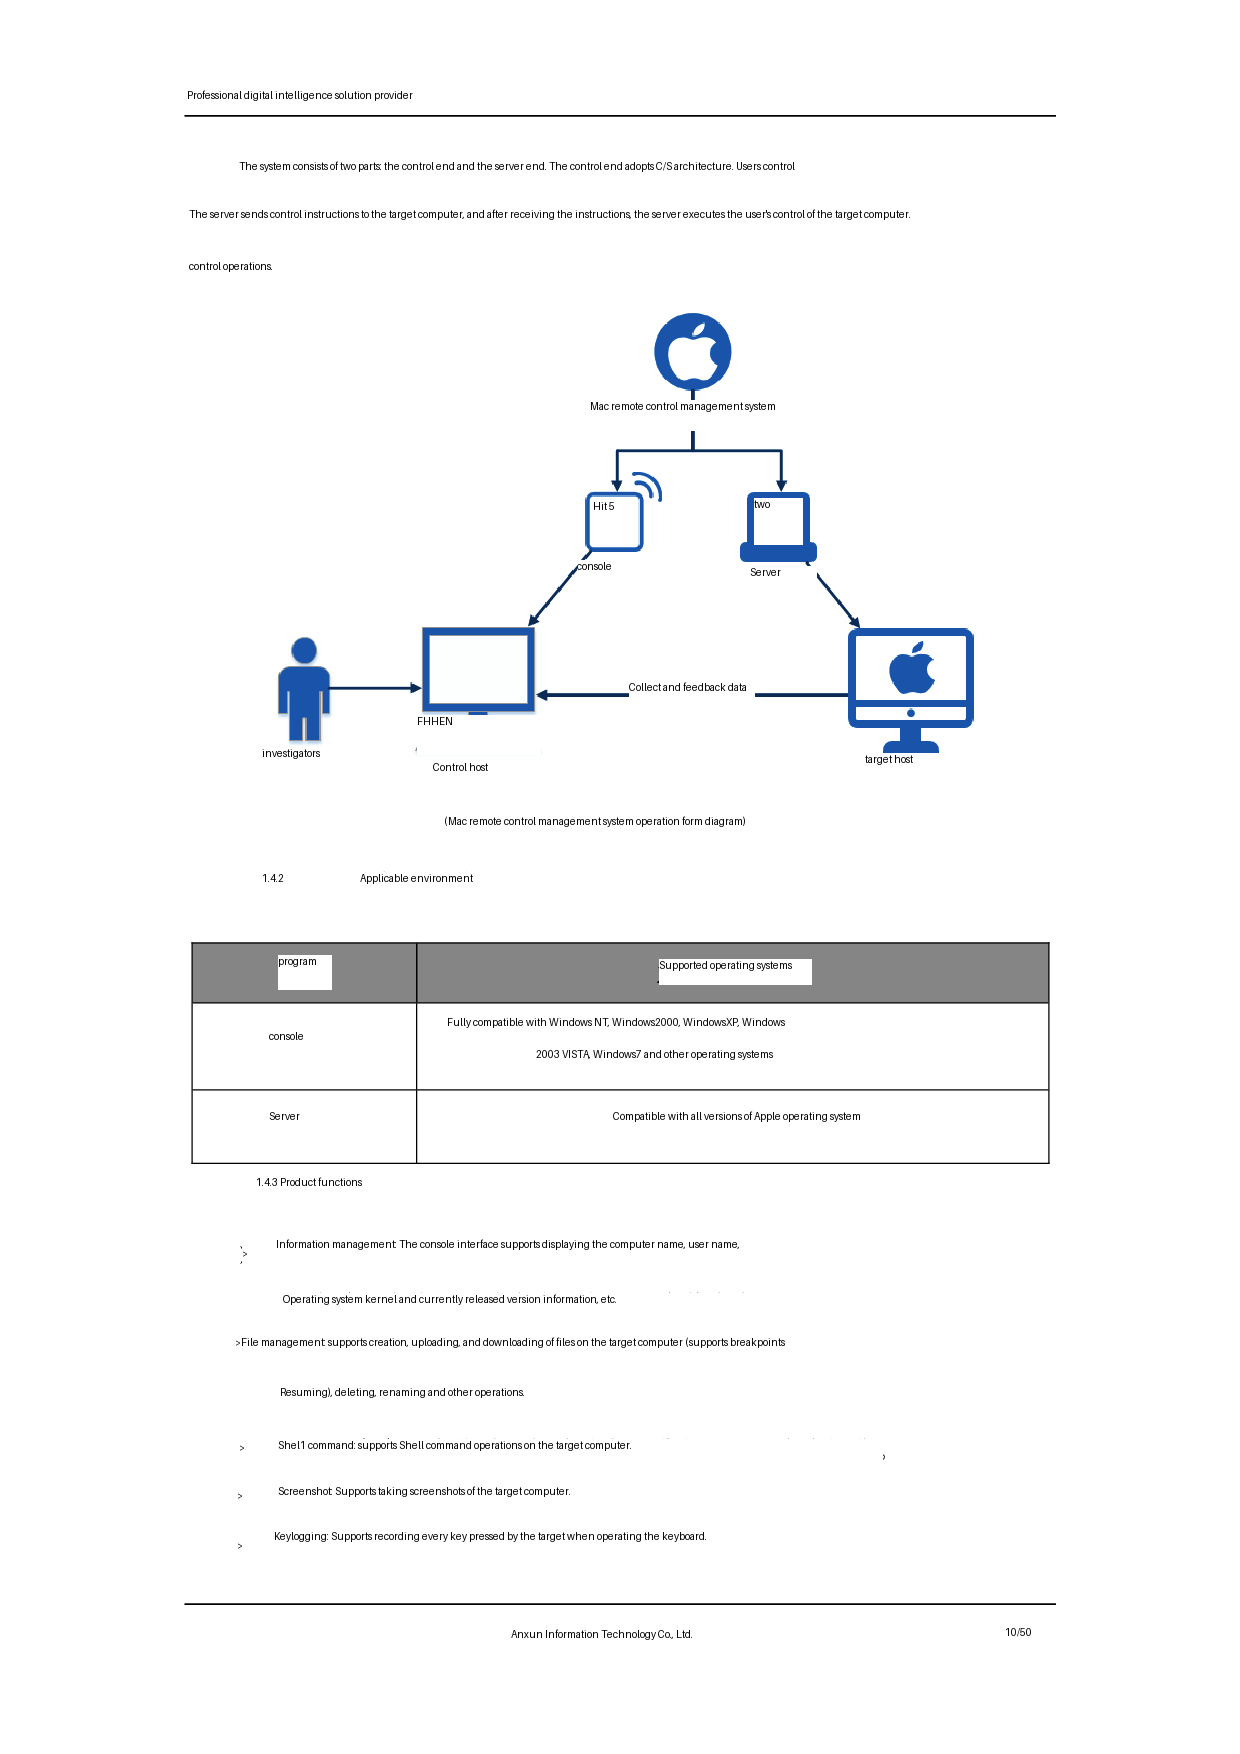 Professional digital intelligence solution provider
The system consists of two parts: the control end and the server end. The control end adopts C/S architecture. Users control
The server sends control instructions to the target computer, and after receiving the instructions, the server executes the user's control of the target computer.
control operations.
Mac remote control management system
Hit 5
two
console
Server
Collect and feedback data
FHHEN
investigators
Control host
target host
(Mac remote control management system operation form diagram)
1.4.2 Applicable environment
program
Supported operating systems
console
Fully compatible with Windows NT, Windows2000, WindowsXP, Windows
2003 VISTA, Windows7 and other operating systems
Server
Compatible with all versions of Apple operating system
1.4.3 Product functions
> Information management: The console interface supports displaying the computer name, user name,
Operating system kernel and currently released version information, etc.
>File management: supports creation, uploading, and downloading of files on the target computer (supports breakpoints
Resuming), deleting, renaming and other operations.
> Shel1 command: supports Shell command operations on the target computer.
> Screenshot: Supports taking screenshots of the target computer.
> Keylogging: Supports recording every key pressed by the target when operating the keyboard.
Anxun Information Technology Co., Ltd.
10/50